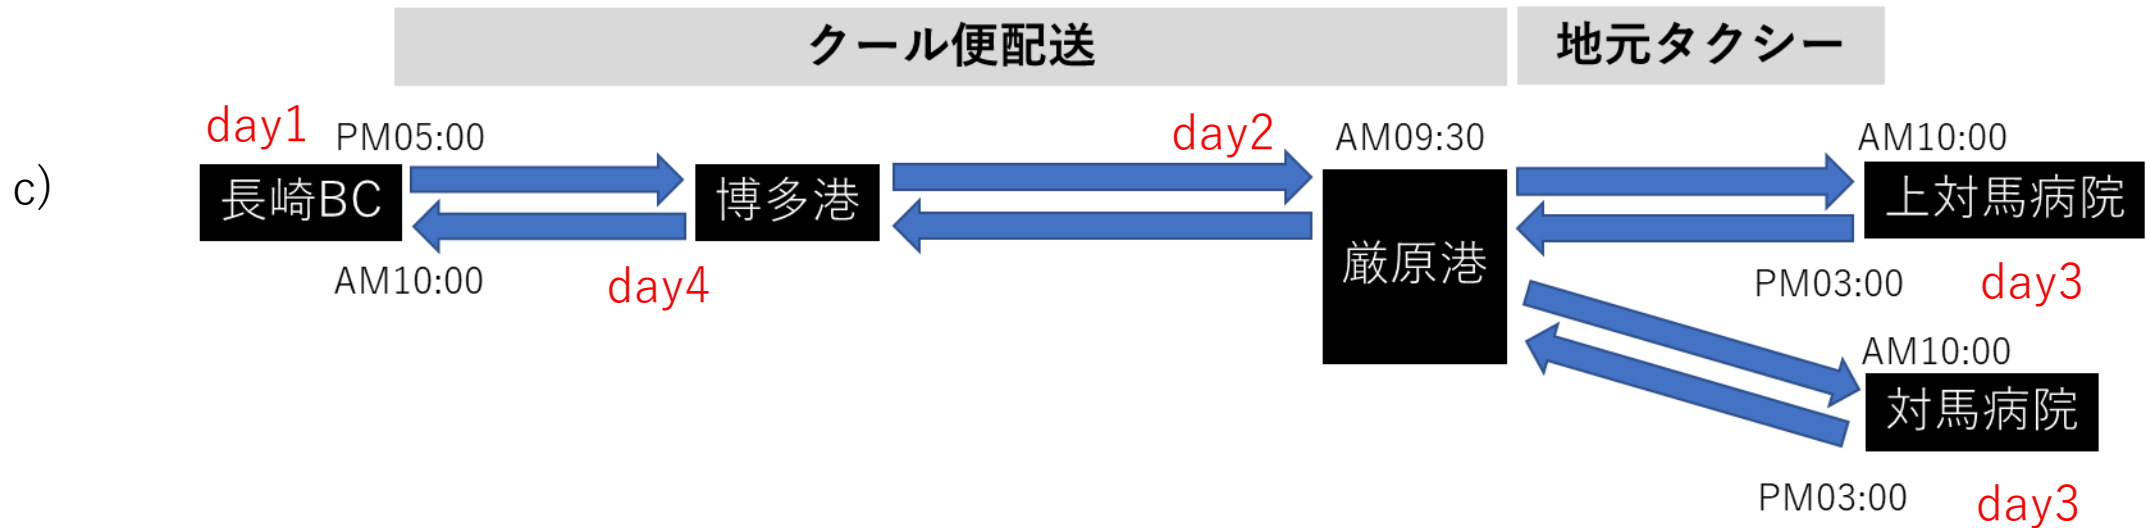 クール便配送
地元タクシー
c)
day1
PM05:00
day2
AM09:30
AM10:00
長崎BC
博多港
厳原港
上対馬病院
AM10:00
day4
PM03:00
day3
AM10:00
対馬病院
PM03:00
day3